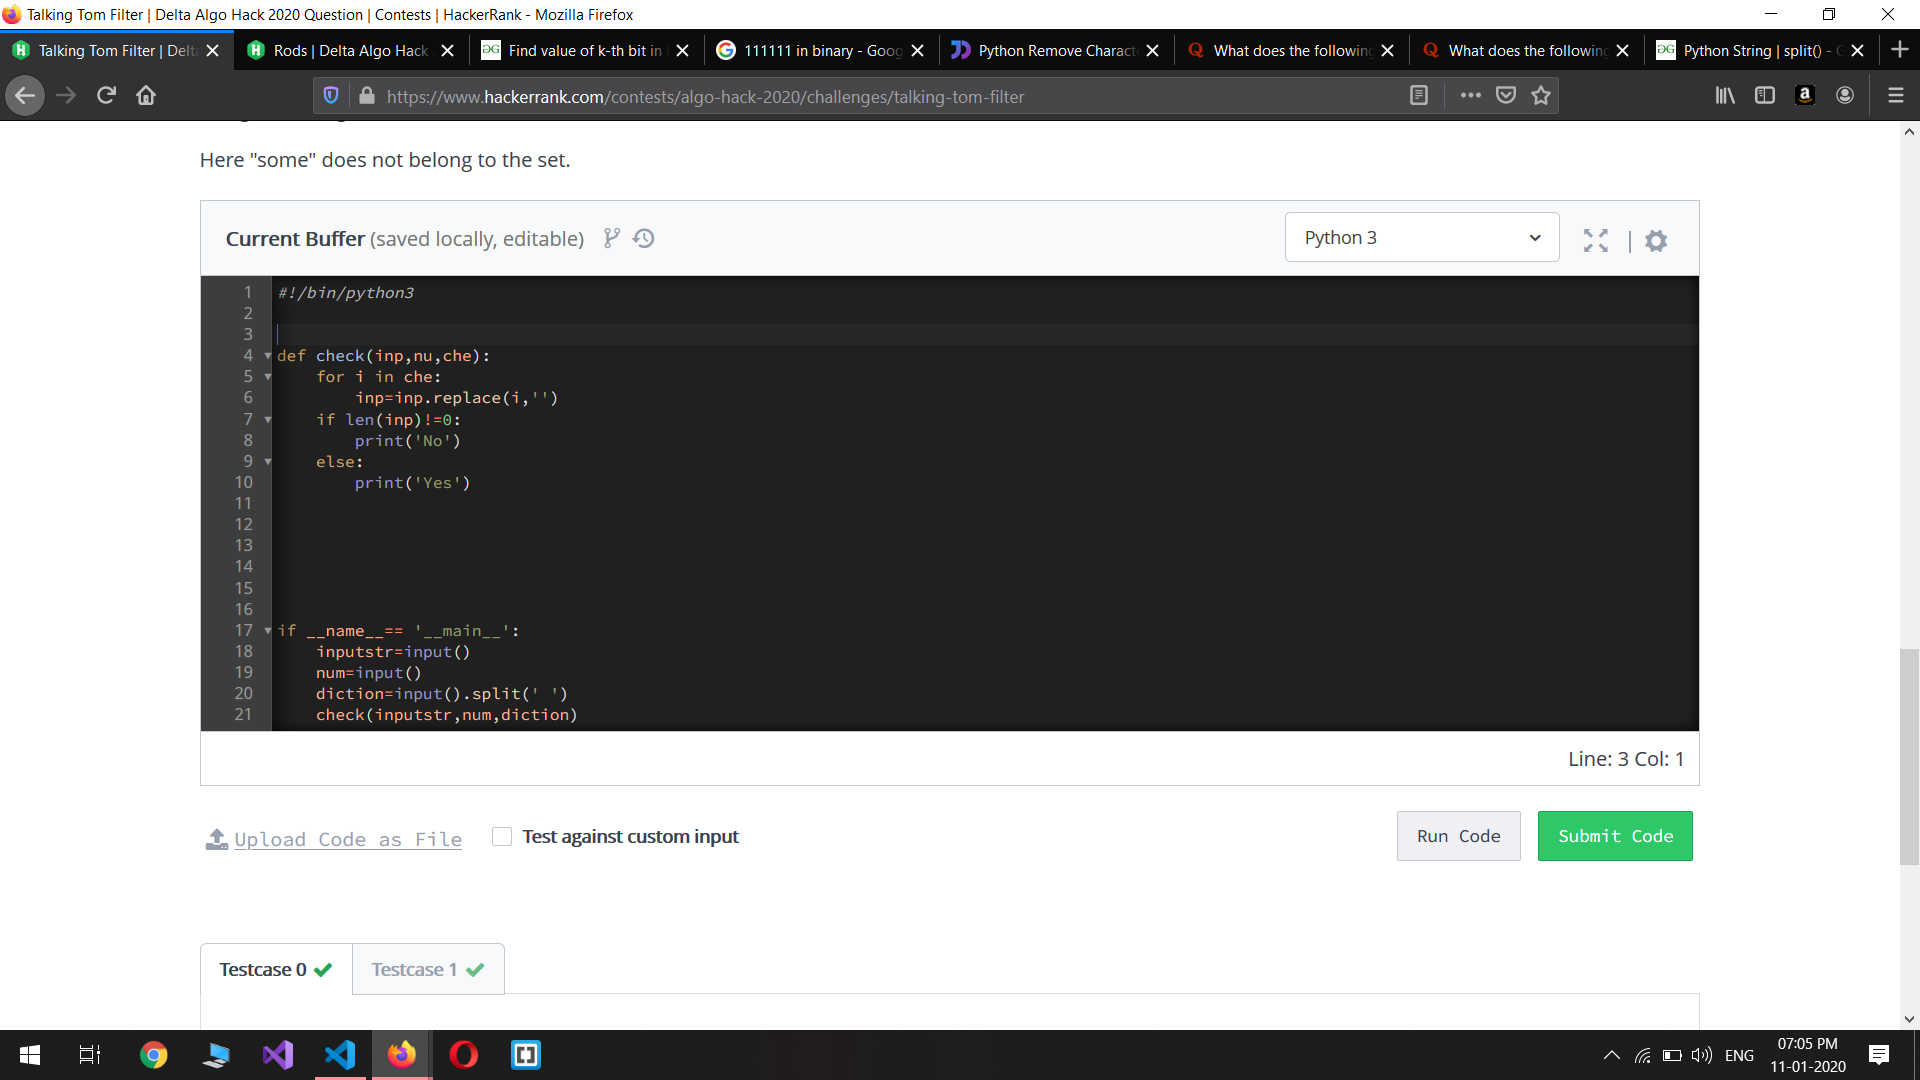 Talking Tom Filter | Delta Algo Hack 2020 Question | Contests | HackerRank - Mozilla Firefox
Talking Tom Filter | Delt
Rods | Delta Algo Hack
Find value of k-th bit in
111111 in binary - Goog
Python Remove Charact
What does the following
What does the following
Python String | split() -
https://www.hackerrank.com/contests/algo-hack-2020/challenges/talking-tom-filter
Here "some" does not belong to the set.
Current Buffer (saved locally, editable)
Python 3
1 #!/bin/python3
2
3
4 def check(inp,nu,che):
5 for i in che:
6 inp=inp.replace(i,'')
7 if len(inp)!=0:
8 print('No')
9 else:
10 print('Yes')
11
12
13
14
15
16
17 if __name__== '__main__':
18 inputstr=input()
19 num=input()
20 diction=input().split(' ')
21 check(inputstr,num,diction)
Line: 3 Col: 1
Upload Code as File
Test against custom input
Run Code
Submit Code
Testcase 0
Testcase 1
ENG
07:05 PM
11-01-2020